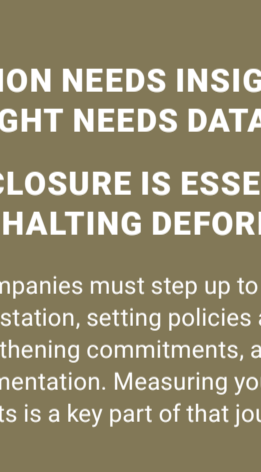 ION NEEDS INSIG
GHT NEEDS DATA
CLOSURE IS ESSE
HALTING DEFOR
mpanies must step up to
station, setting policies a
thening commitments, a
mentation. Measuring yo
ts is a key part of that jou